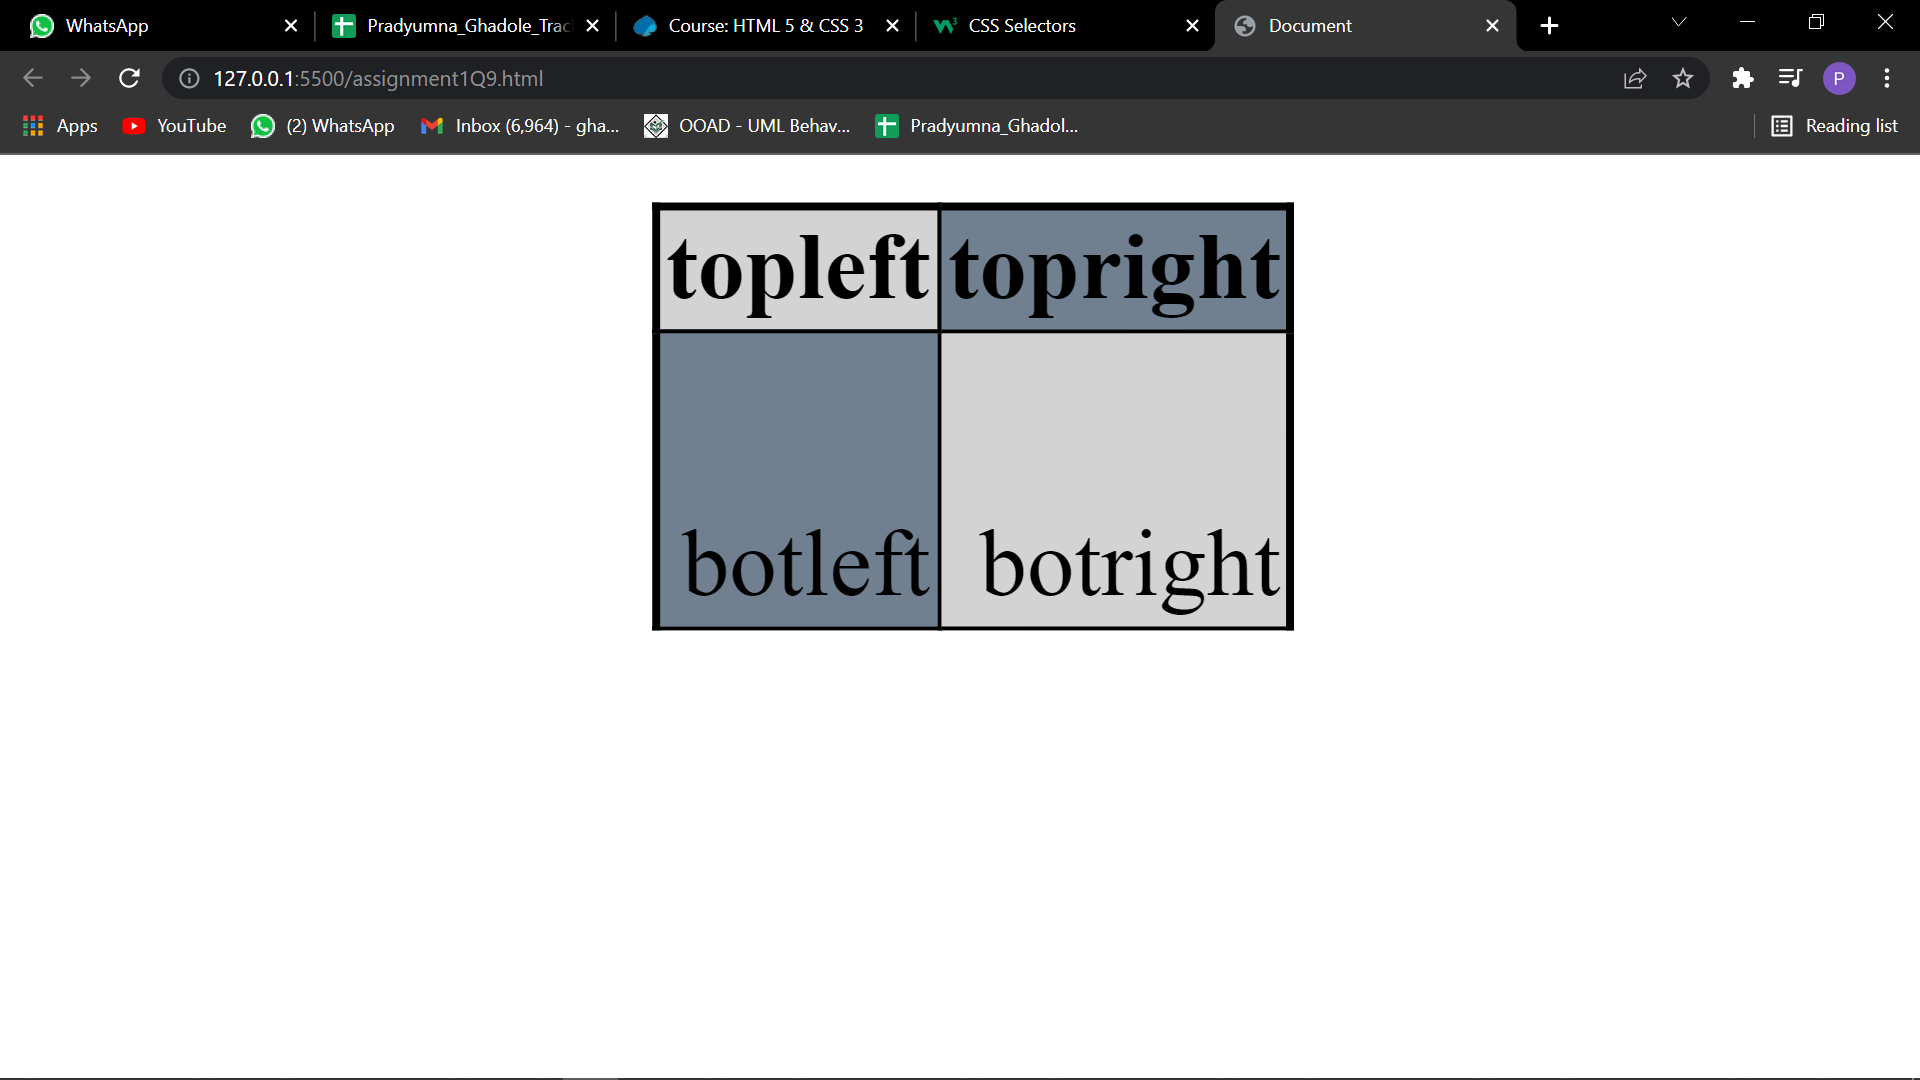 WhatsApp
Pradyumna_Ghadole_Trac
Course: HTML 5 & CSS 3
CSS Selectors
Document
127.0.0.1:5500/assignment1Q9.html
P
Apps
YouTube
(2) WhatsApp
Inbox (6,964) - gha...
OOAD - UML Behav...
Pradyumna_Ghadol...
Reading list
topleft topright
botleft botright